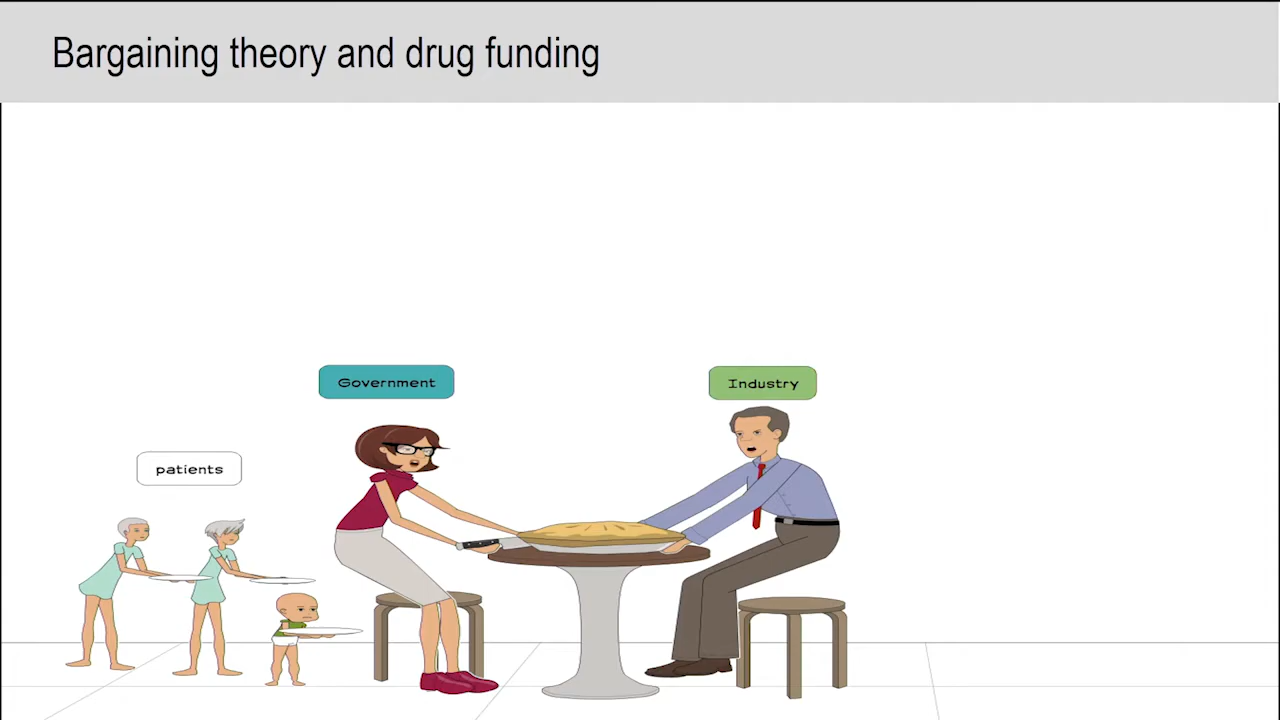 Bargaining theory and drug funding
Government
Industry
patients